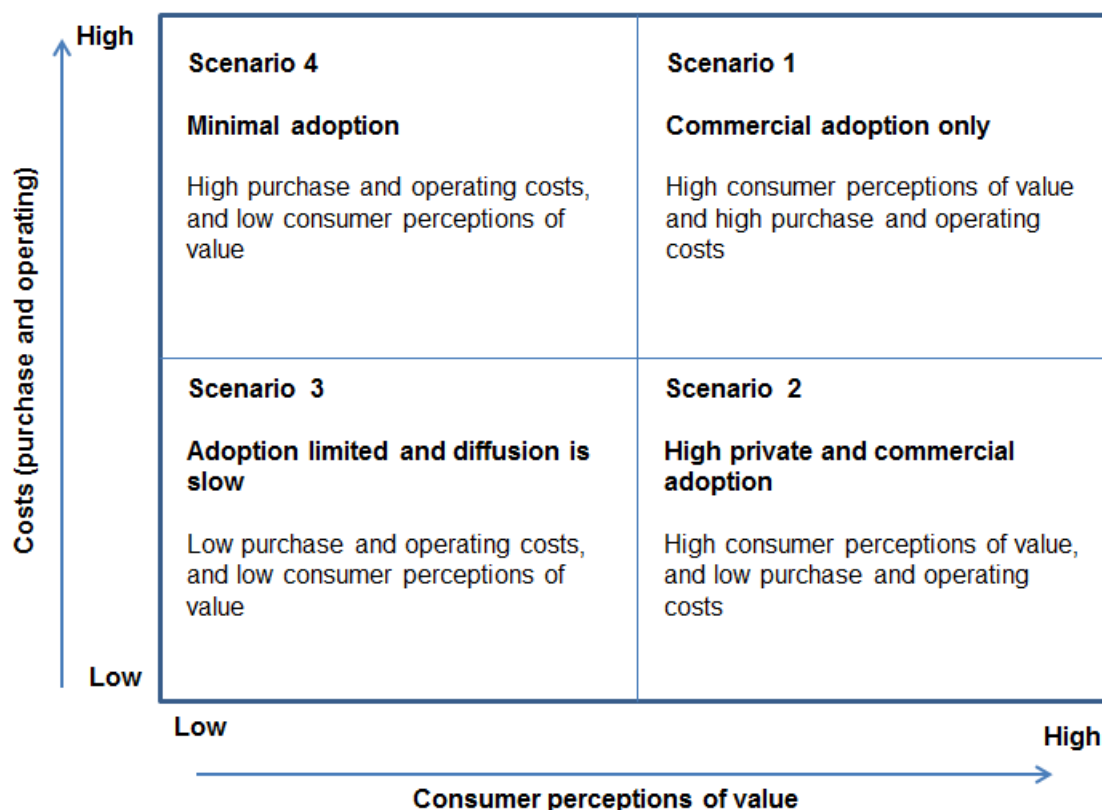 High
Scenario 4
Minimal adoption
High purchase and operating costs,
and low consumer perceptions of
value
Scenario 1
Commercial adoption only
High consumer perceptions of value
and high purchase and operating
costs
Costs (purchase and operating)
Scenario 3
Adoption limited and diffusion is
slow
Low purchase and operating costs,
and low consumer perceptions of
value
Scenario 2
High private and commercial
adoption
High consumer perceptions of value,
and low purchase and operating
costs
Low
Low
High
Consumer perceptions of value